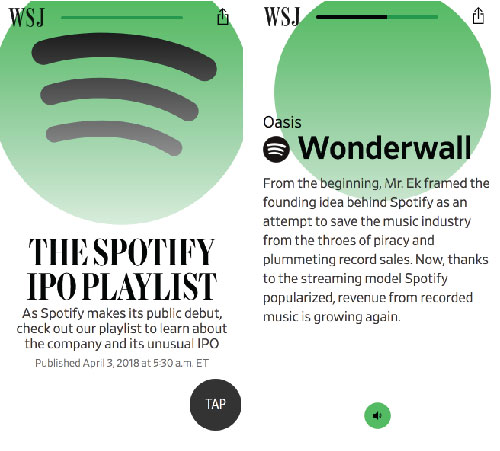 WSJ
THE SPOTIFY
IPO PLAYLIST
As Spotify makes its public debut,
check out our playlist to learn about
the company and its unusual IPO
Published April 3, 2018 at 5:30 a.m. ET
TAP
WSJ
Oasis
Wonderwall
From the beginning, Mr. Ek framed the
founding idea behind Spotify as an
attempt to save the music industry
from the throes of piracy and
plummeting record sales. Now, thanks
to the streaming model Spotify
popularized, revenue from recorded
music is growing again.